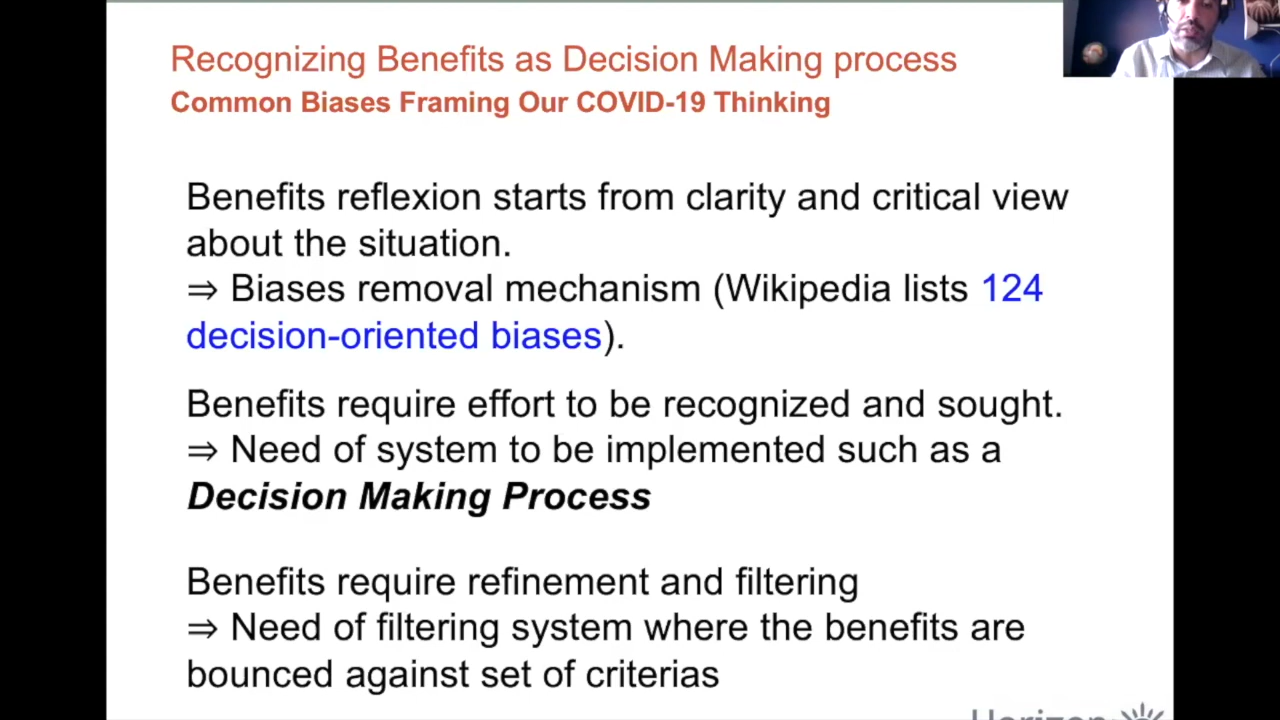 Recognizing Benefits as Decision Making process
Common Biases Framing Our COVID-19 Thinking
Benefits reflexion starts from clarity and critical view
about the situation.
⇒ Biases removal mechanism (Wikipedia lists 124
decision-oriented biases).
Benefits require effort to be recognized and sought.
⇒ Need of system to be implemented such as a
Decision Making Process
Benefits require refinement and filtering
⇒ Need of filtering system where the benefits are
bounced against set of criterias